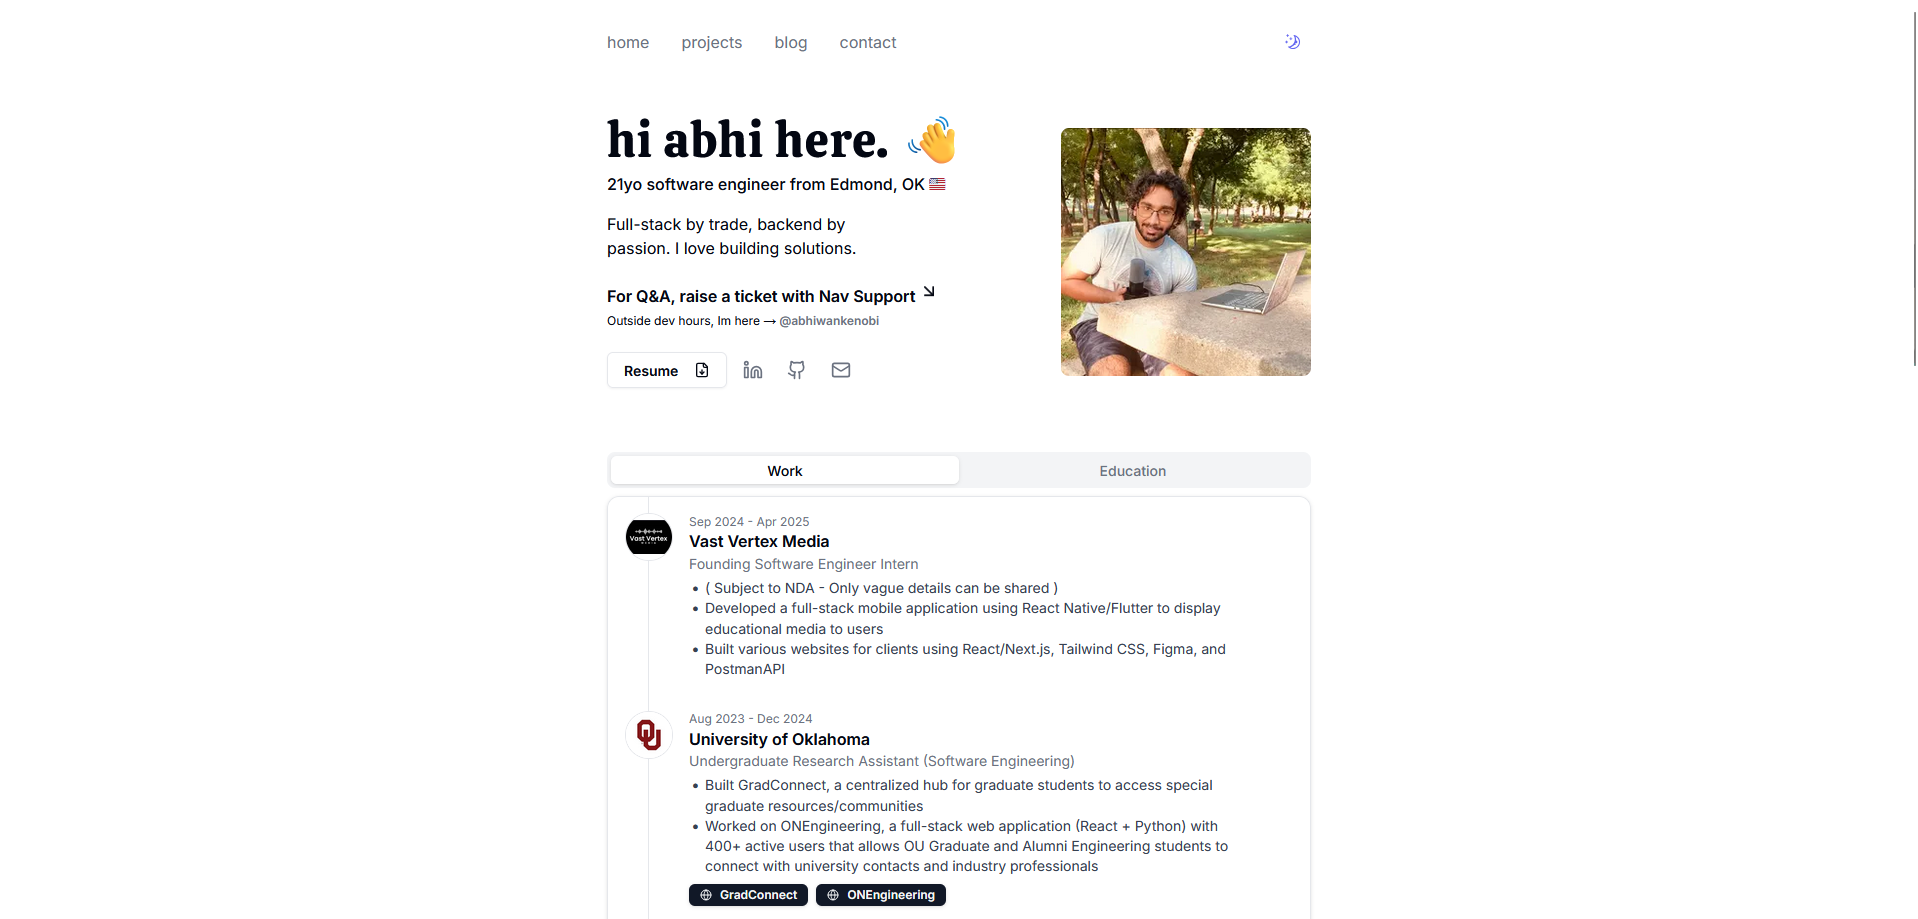 home projects blog contact
hi abhi here. 👋
21yo software engineer from Edmond, OK 🇺🇸
Full-stack by trade, backend by
passion. I love building solutions.
For Q&A, raise a ticket with Nav Support
Outside dev hours, Im here → @abhiwankenobi
Resume
Work Education
Sep 2024 - Apr 2025
Vast Vertex
MEDIA
Vast Vertex Media
Founding Software Engineer Intern
• ( Subject to NDA - Only vague details can be shared )
• Developed a full-stack mobile application using React Native/Flutter to display
educational media to users
• Built various websites for clients using React/Next.js, Tailwind CSS, Figma, and
PostmanAPI
Aug 2023 - Dec 2024
OU
University of Oklahoma
Undergraduate Research Assistant (Software Engineering)
• Built GradConnect, a centralized hub for graduate students to access special
graduate resources/communities
• Worked on ONEngineering, a full-stack web application (React + Python) with
400+ active users that allows OU Graduate and Alumni Engineering students to
connect with university contacts and industry professionals
GradConnect ONEngineering